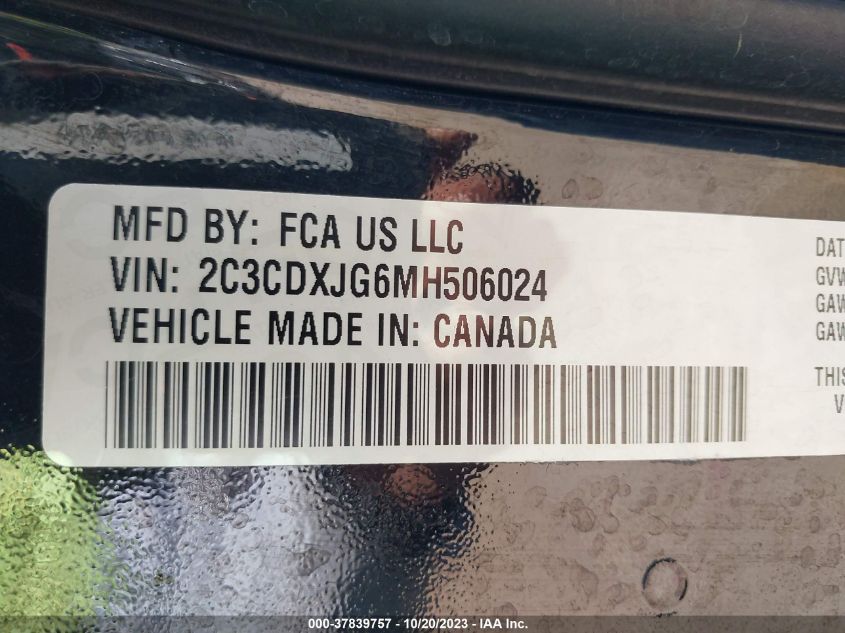 MFD BY: FCA US LLC
VIN: 2C3CDXJG6MH506024
VEHICLE MADE IN: CANADA
DAT
GVW
GAW
GAW
THIS
V
000-37839757 - 10/20/2023 - IAA Inc.